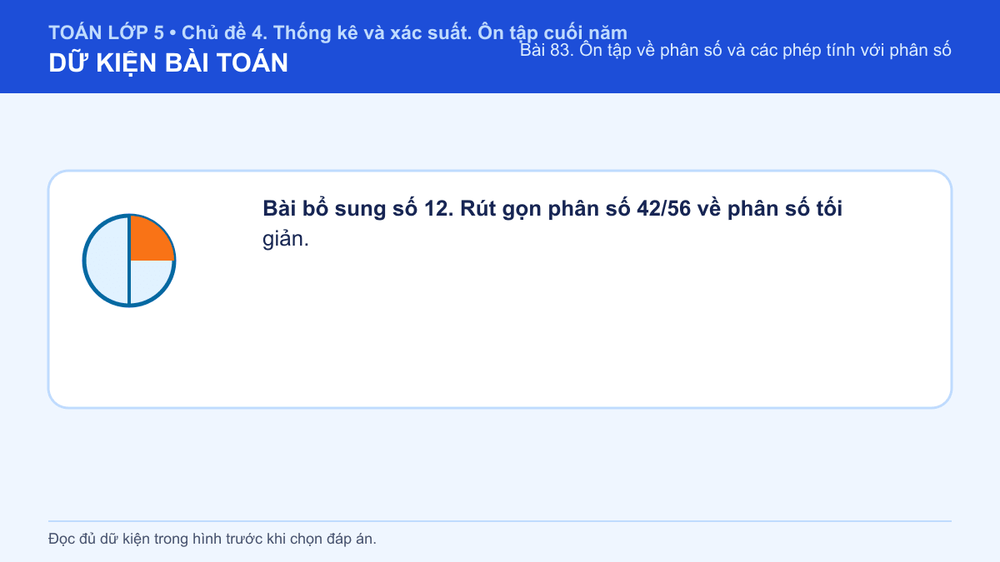 TOÁN LỚP 5 • Chủ đề 4. Thống kê và xác suất. Ôn tập cuối năm
Bài 83. Ôn tập về phân số và các phép tính với phân số
DỮ KIỆN BÀI TOÁN
Bài bổ sung số 12. Rút gọn phân số 42/56 về phân số tối
giản.
Đọc đủ dữ kiện trong hình trước khi chọn đáp án.